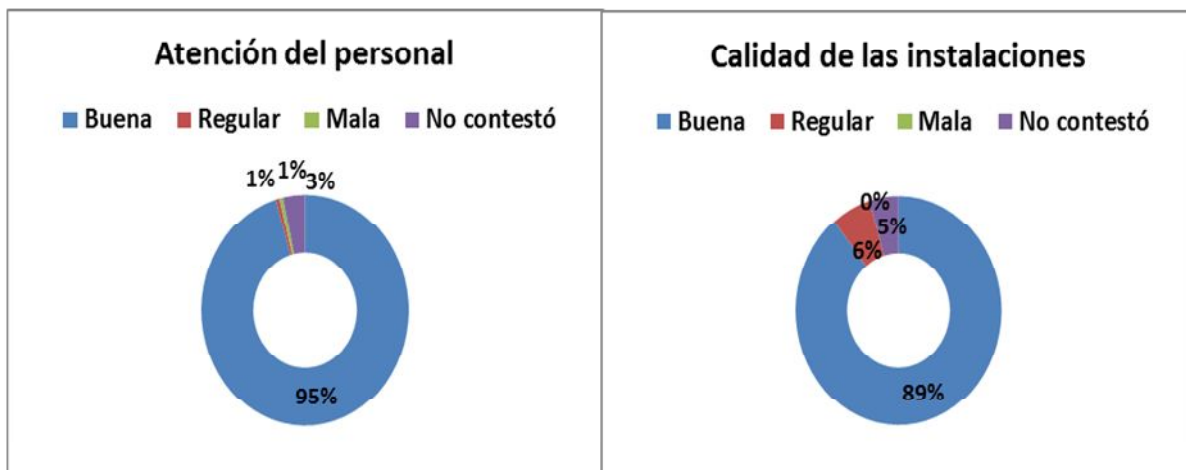 Atención del personal
Buena Regular Mala No contestó
1% 1% 3%
95%
Calidad de las instalaciones
Buena Regular Mala No contestó
0%
5%
6%
89%